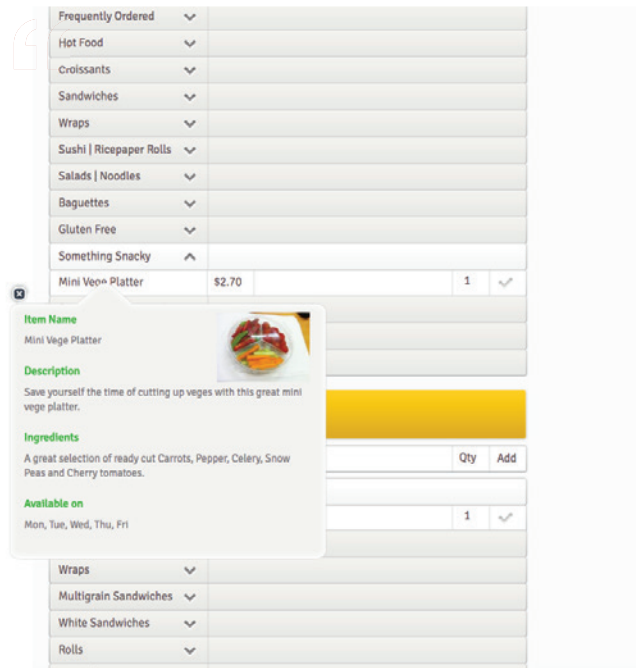 Frequently Ordered
Hot Food
Croissants
Sandwiches
Wraps
Sushi | Ricepaper Rolls
Salads | Noodles
Baguettes
Gluten Free
Something Snacky
Mini Vege Platter $2.70 1
Item Name
Mini Vege Platter
Description
Save yourself the time of cutting up veges with this great mini
vege platter.
Ingredients
A great selection of ready cut Carrots, Pepper, Celery, Snow
Peas and Cherry tomatoes.
Available on
Mon, Tue, Wed, Thu, Fri
Qty Add
1
Wraps
Multigrain Sandwiches
White Sandwiches
Rolls